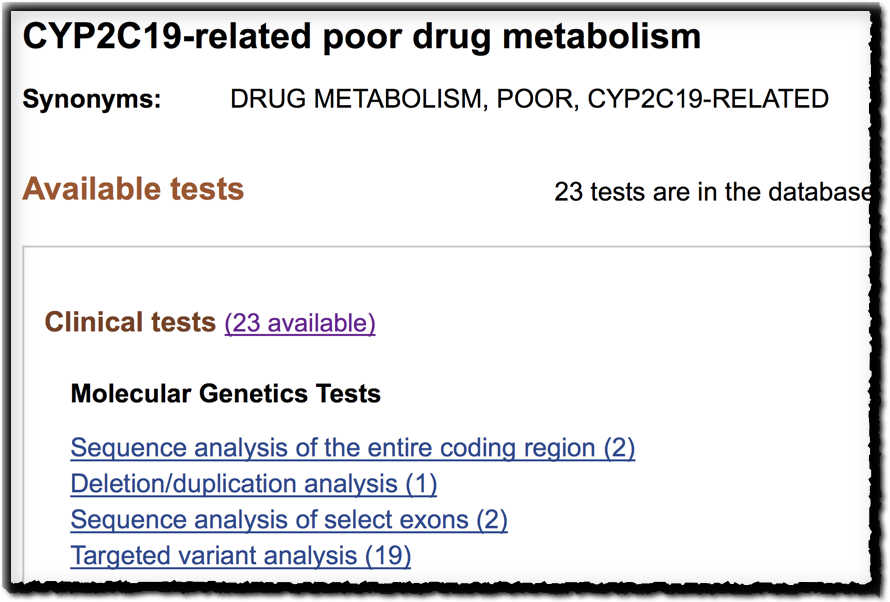 CYP2C19-related poor drug metabolism
Synonyms: DRUG METABOLISM, POOR, CYP2C19-RELATED
Available tests 23 tests are in the database
Clinical tests (23 available)
Molecular Genetics Tests
Sequence analysis of the entire coding region (2)
Deletion/duplication analysis (1)
Sequence analysis of select exons (2)
Targeted variant analysis (19)